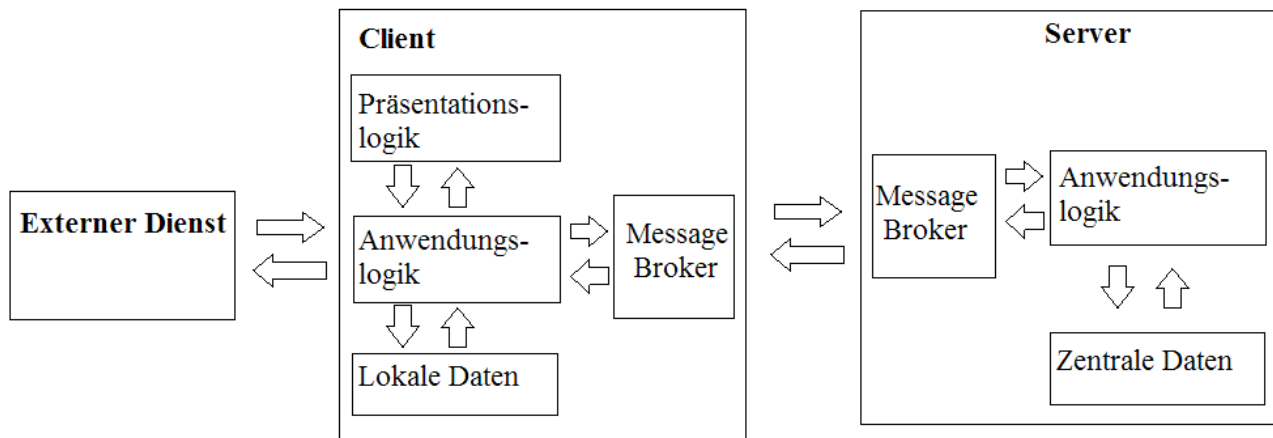 Externer Dienst
Client
Präsentations-
logik
Anwendungs-
logik
Lokale Daten
Message
Broker
Server
Message
Broker
Anwendungs-
logik
Zentrale Daten